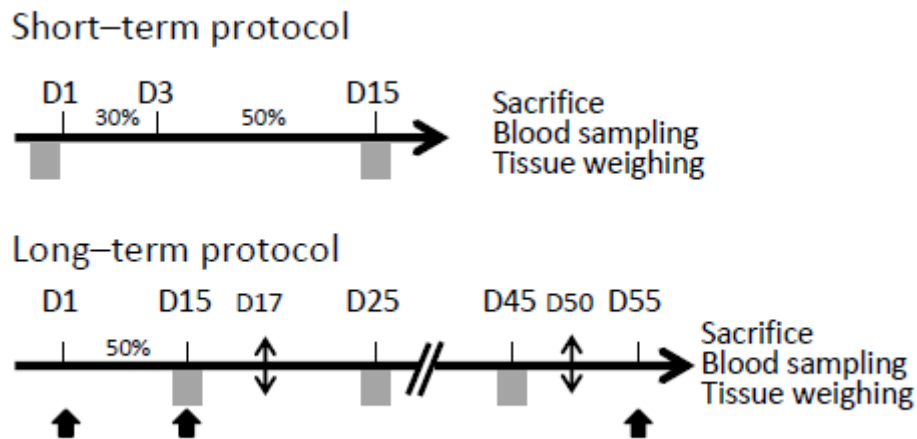 Short–term protocol
D1 D3 D15
30% 50%
Sacrifice
Blood sampling
Tissue weighing
Long–term protocol
D1 D15 D17 D25 D45 D50 D55
50%
Sacrifice
Blood sampling
Tissue weighing